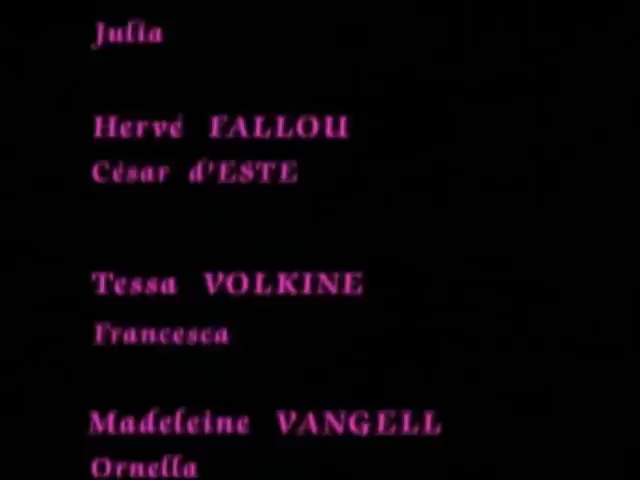 Julia
Hervé FALLOU
César d'ESTE
Tessa VOLKINE
Francesca
Madeleine VANGELL
Ornella